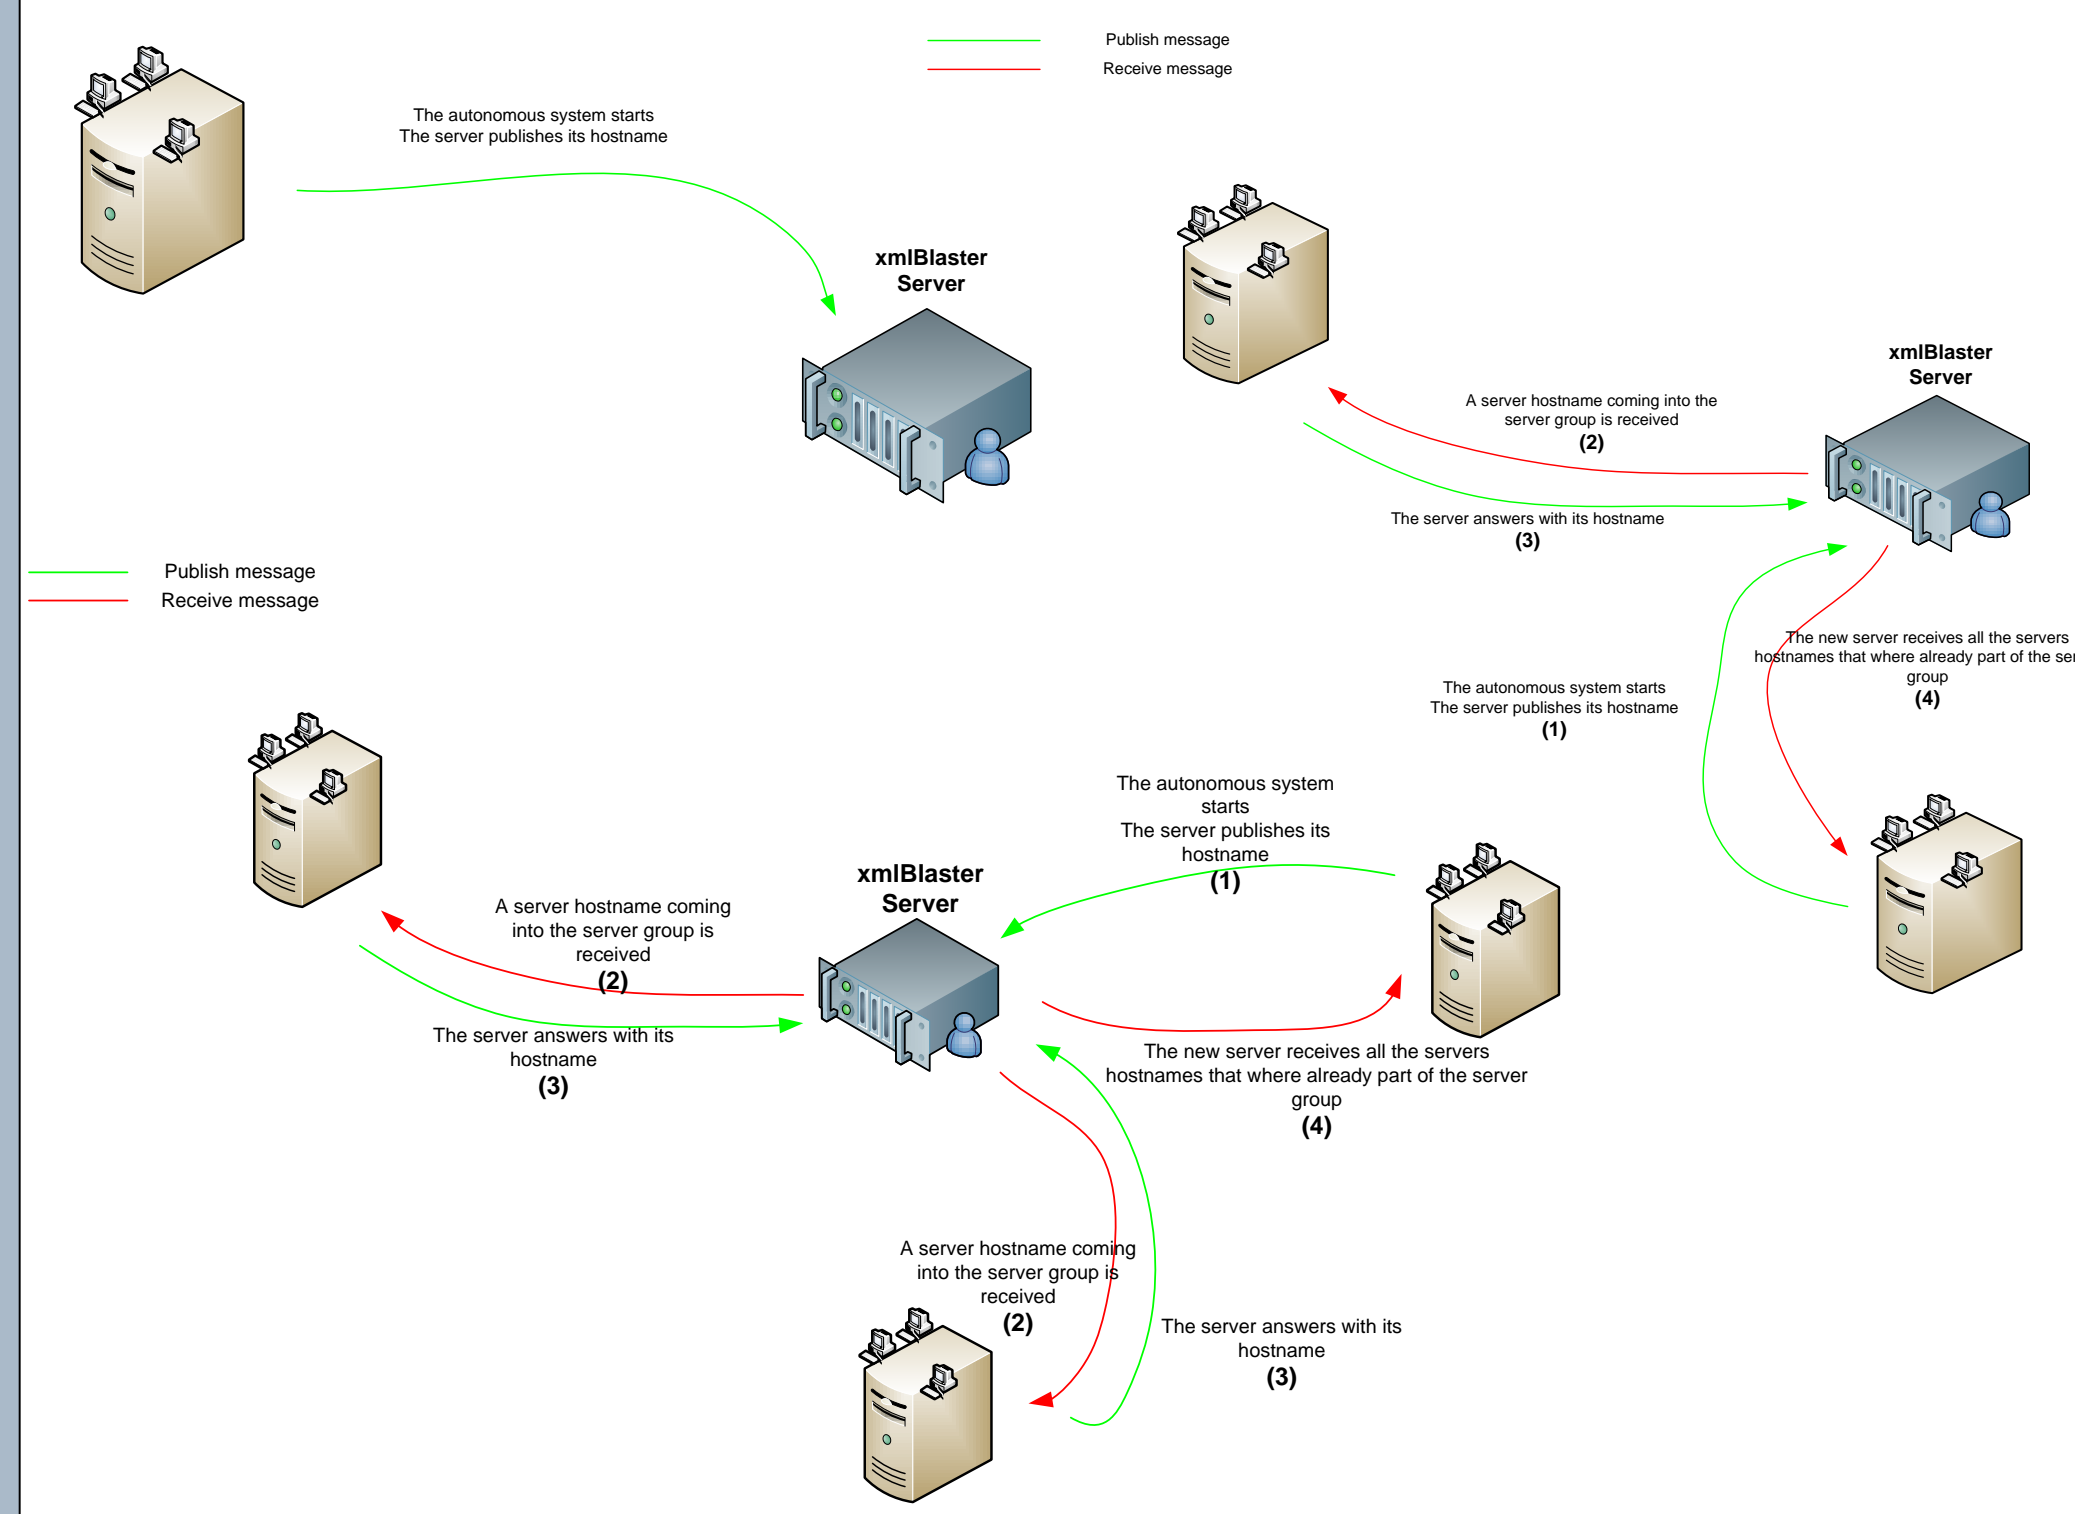 Publish message
Receive message
The autonomous system starts
The server publishes its hostname
xmlBlaster
Server
xmlBlaster
Server
A server hostname coming into the
server group is received
(2)
The server answers with its hostname
(3)
The new server receives all the servers
hostnames that where already part of the ser
group
(4)
The autonomous system starts
The server publishes its hostname
(1)
Publish message
Receive message
The autonomous system
starts
The server publishes its
hostname
(1)
xmlBlaster
Server
A server hostname coming
into the server group is
received
(2)
The server answers with its
hostname
(3)
The new server receives all the servers
hostnames that where already part of the server
group
(4)
A server hostname coming
into the server group is
received
(2)
The server answers with its
hostname
(3)